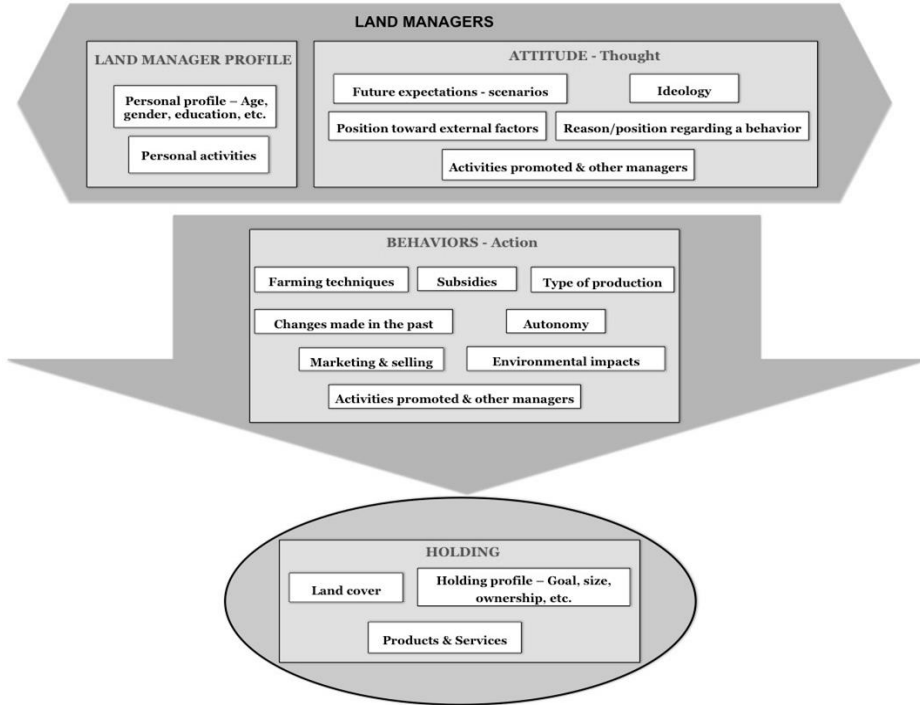 LAND MANAGERS
LAND MANAGER PROFILE
Personal profile – Age,
gender, education, etc.
Personal activities
ATTITUDE - Thought
Future expectations - scenarios
Ideology
Position toward external factors
Reason/position regarding a behavior
Activities promoted & other managers
BEHAVIORS - Action
Farming techniques
Subsidies
Type of production
Changes made in the past
Autonomy
Marketing & selling
Environmental impacts
Activities promoted & other managers
HOLDING
Land cover
Holding profile – Goal, size,
ownership, etc.
Products & Services